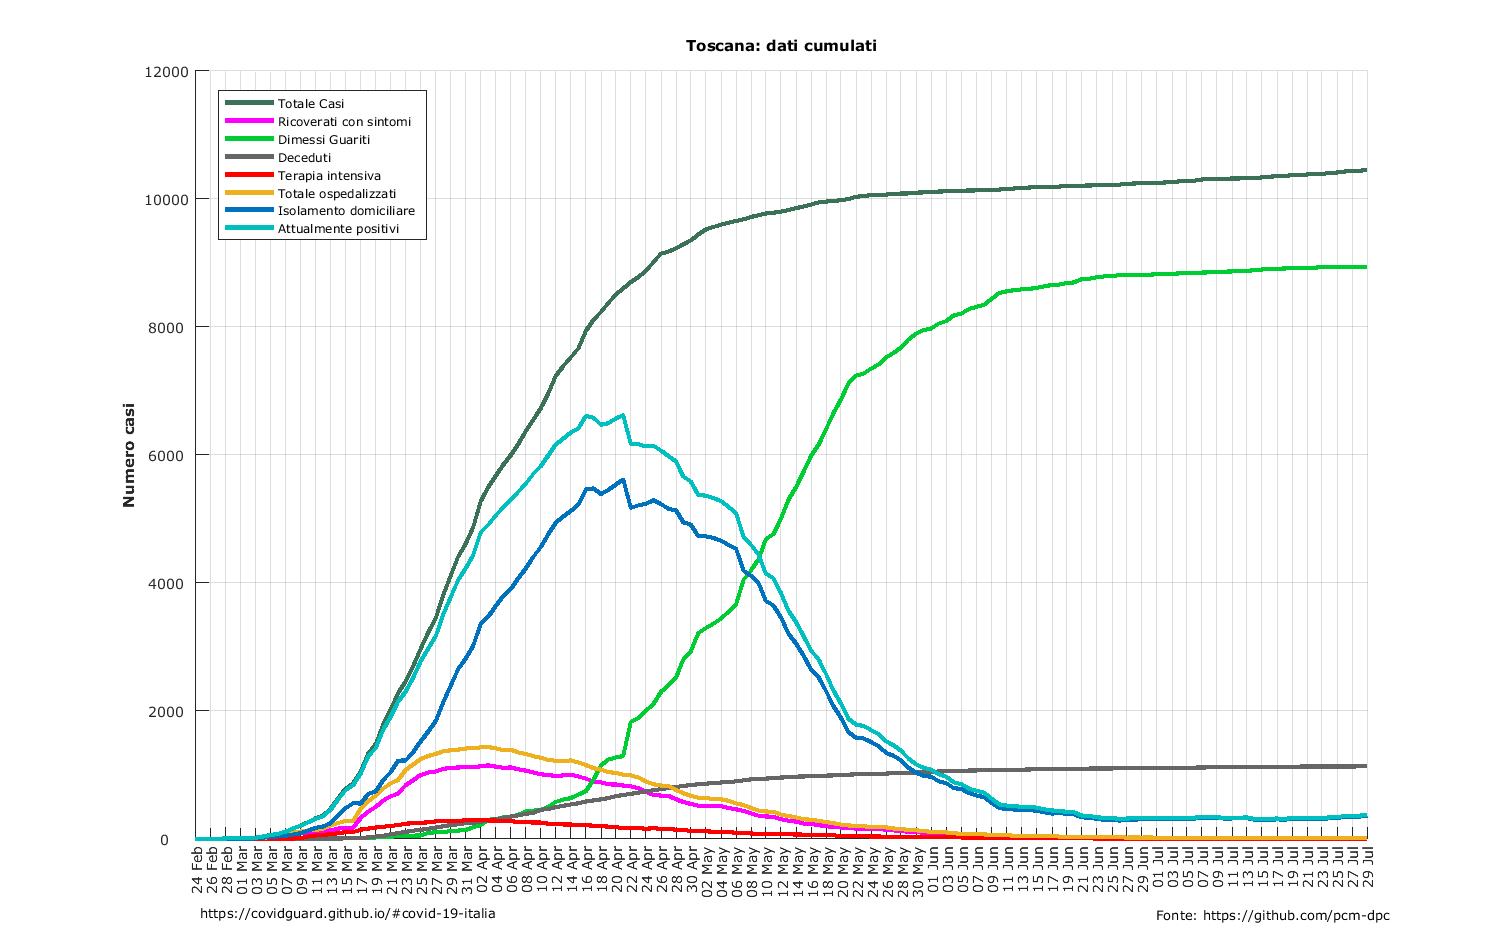 Toscana: dati cumulati
12000
10000
8000
6000
4000
2000
0
Numero casi
Totale Casi
Ricoverati con sintomi
Dimessi Guariti
Deceduti
Terapia intensiva
Totale ospedalizzati
Isolamento domiciliare
Attualmente positivi
24 Feb
26 Feb
28 Feb
01 Mar
03 Mar
05 Mar
07 Mar
09 Mar
11 Mar
13 Mar
15 Mar
17 Mar
19 Mar
21 Mar
23 Mar
25 Mar
27 Mar
29 Mar
31 Mar
02 Apr
04 Apr
06 Apr
08 Apr
10 Apr
12 Apr
14 Apr
16 Apr
18 Apr
20 Apr
22 Apr
24 Apr
26 Apr
28 Apr
30 Apr
02 May
04 May
06 May
08 May
10 May
12 May
14 May
16 May
18 May
20 May
22 May
24 May
26 May
28 May
30 May
01 Jun
03 Jun
05 Jun
07 Jun
09 Jun
11 Jun
13 Jun
15 Jun
17 Jun
19 Jun
21 Jun
23 Jun
25 Jun
27 Jun
29 Jun
01 Jul
03 Jul
05 Jul
07 Jul
09 Jul
11 Jul
13 Jul
15 Jul
17 Jul
19 Jul
21 Jul
23 Jul
25 Jul
27 Jul
29 Jul
https://covidguard.github.io/#covid-19-italia
Fonte: https://github.com/pcm-dpc